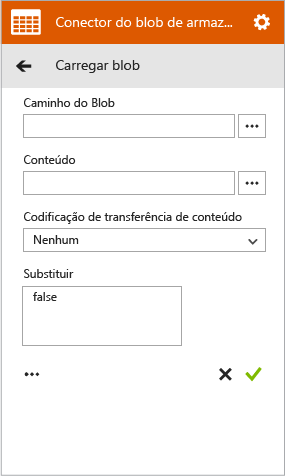 Conector do blob de armaz...
Carregar blob
Caminho do Blob
...
Conteúdo
...
Codificação de transferência de conteúdo
Nenhum
Substituir
false
...